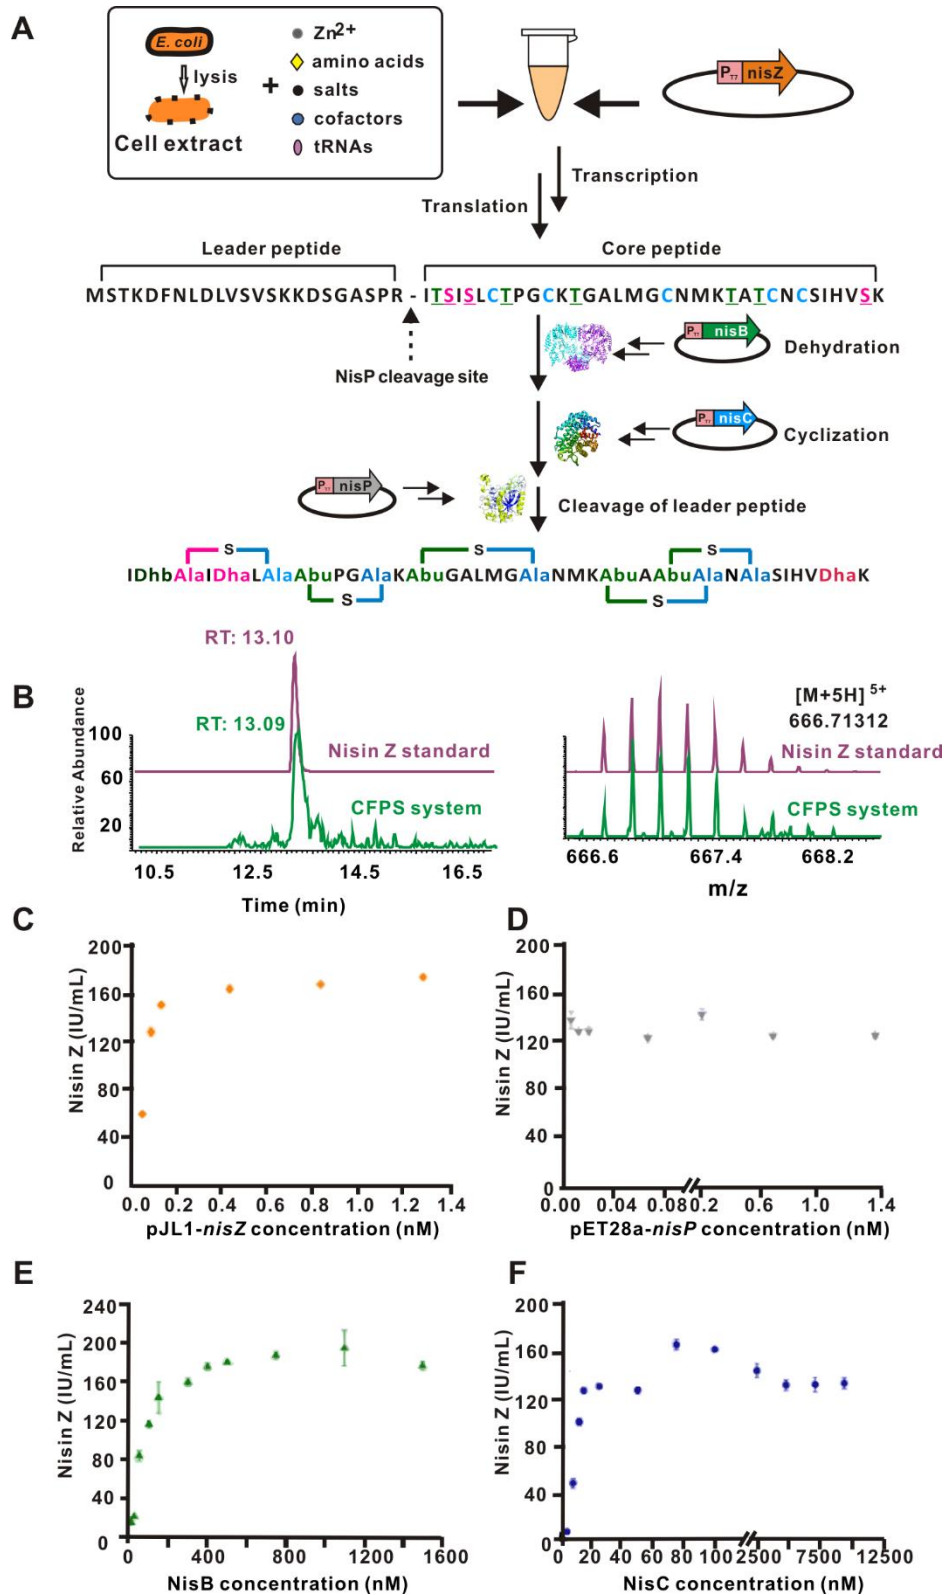 A
E. coli
lysis
Cell extract
+
Zn2+
amino acids
salts
cofactors
tRNAs
PT7 nisZ
Transcription
Translation
Leader peptide
Core peptide
MSTKDFNLDLVSVSKKDSGASPR - ITSISLCTPGCKTGALMGCNMKTATCNCSIHVSK
NisP cleavage site
PT7 nisB
Dehydration
PT7 nisC
Cyclization
PT7 nisP
Cleavage of leader peptide
S S S
IDhbAlaIDhaLAlaAbuPGAlaKAbuGALMGAlaNMKAbuAAbuAlaNAlaSIHVDhaK
S S
B
RT: 13.10
RT: 13.09
Relative Abundance
100
60
20
Nisin Z standard
CFPS system
10.5 12.5 14.5 16.5
Time (min)
[M+5H] 5+
666.71312
Nisin Z standard
CFPS system
666.6 667.4 668.2
m/z
C
Nisin Z (IU/mL)
200
160
120
80
40
0
0.0 0.2 0.4 0.6 0.8 1.0 1.2 1.4
pJL1-nisZ concentration (nM)
D
Nisin Z (IU/mL)
200
160
120
80
40
0
0.00 0.04 0.08 0.2 0.6 1.0 1.4
pET28a-nisP concentration (nM)
E
Nisin Z (IU/mL)
240
200
160
120
80
40
0
0 400 800 1200 1600
NisB concentration (nM)
F
Nisin Z (IU/mL)
200
160
120
80
40
0
0 20 40 60 80 100 2500 7500 12500
NisC concentration (nM)